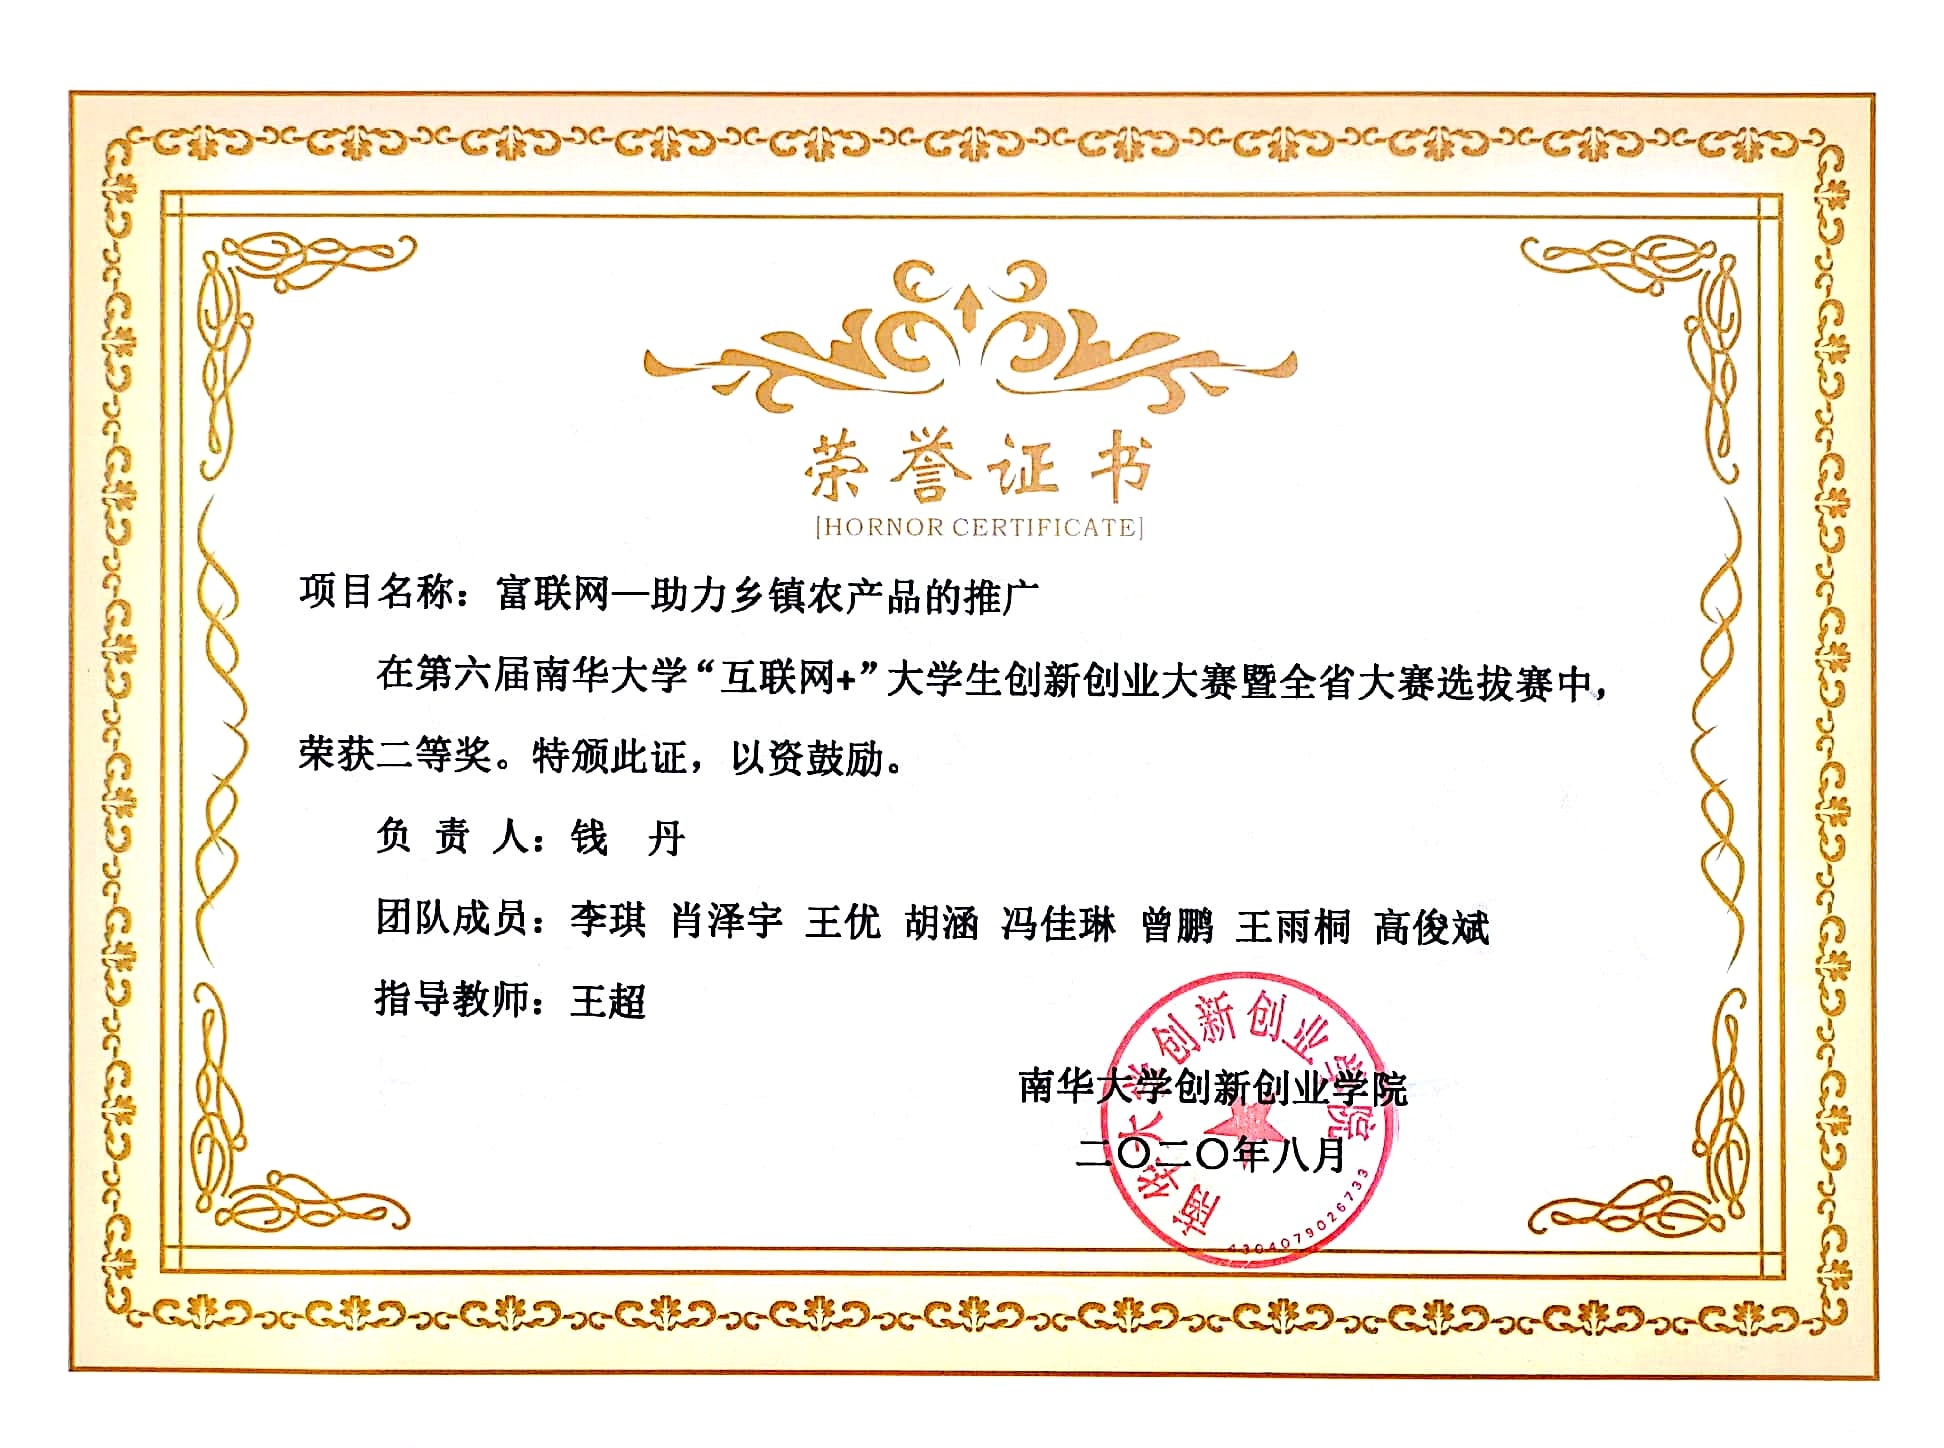 荣誉证书
[HORNOR CERTIFICATE]
项目名称：富联网—助力乡镇农产品的推广
在第六届南华大学“互联网+”大学生创新创业大赛暨全省大赛选拔赛中，
荣获二等奖。特颁此证，以资鼓励。
负 责 人：钱　丹
团队成员：李琪 肖泽宇 王优 胡涵 冯佳琳 曾鹏 王雨桐 高俊斌
指导教师：王超
南华大学创新创业学院
二〇二〇年八月
南华大学创新创业学院
4304079026733